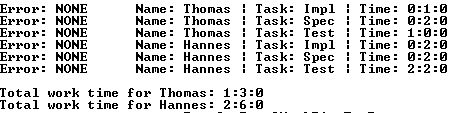 Error: NONE Name: Thomas | Task: Impl | Time: 0:1:0
Error: NONE Name: Thomas | Task: Spec | Time: 0:2:0
Error: NONE Name: Thomas | Task: Test | Time: 1:0:0
Error: NONE Name: Hannes | Task: Impl | Time: 0:2:0
Error: NONE Name: Hannes | Task: Spec | Time: 0:2:0
Error: NONE Name: Hannes | Task: Test | Time: 2:2:0
Total work time for Thomas: 1:3:0
Total work time for Hannes: 2:6:0